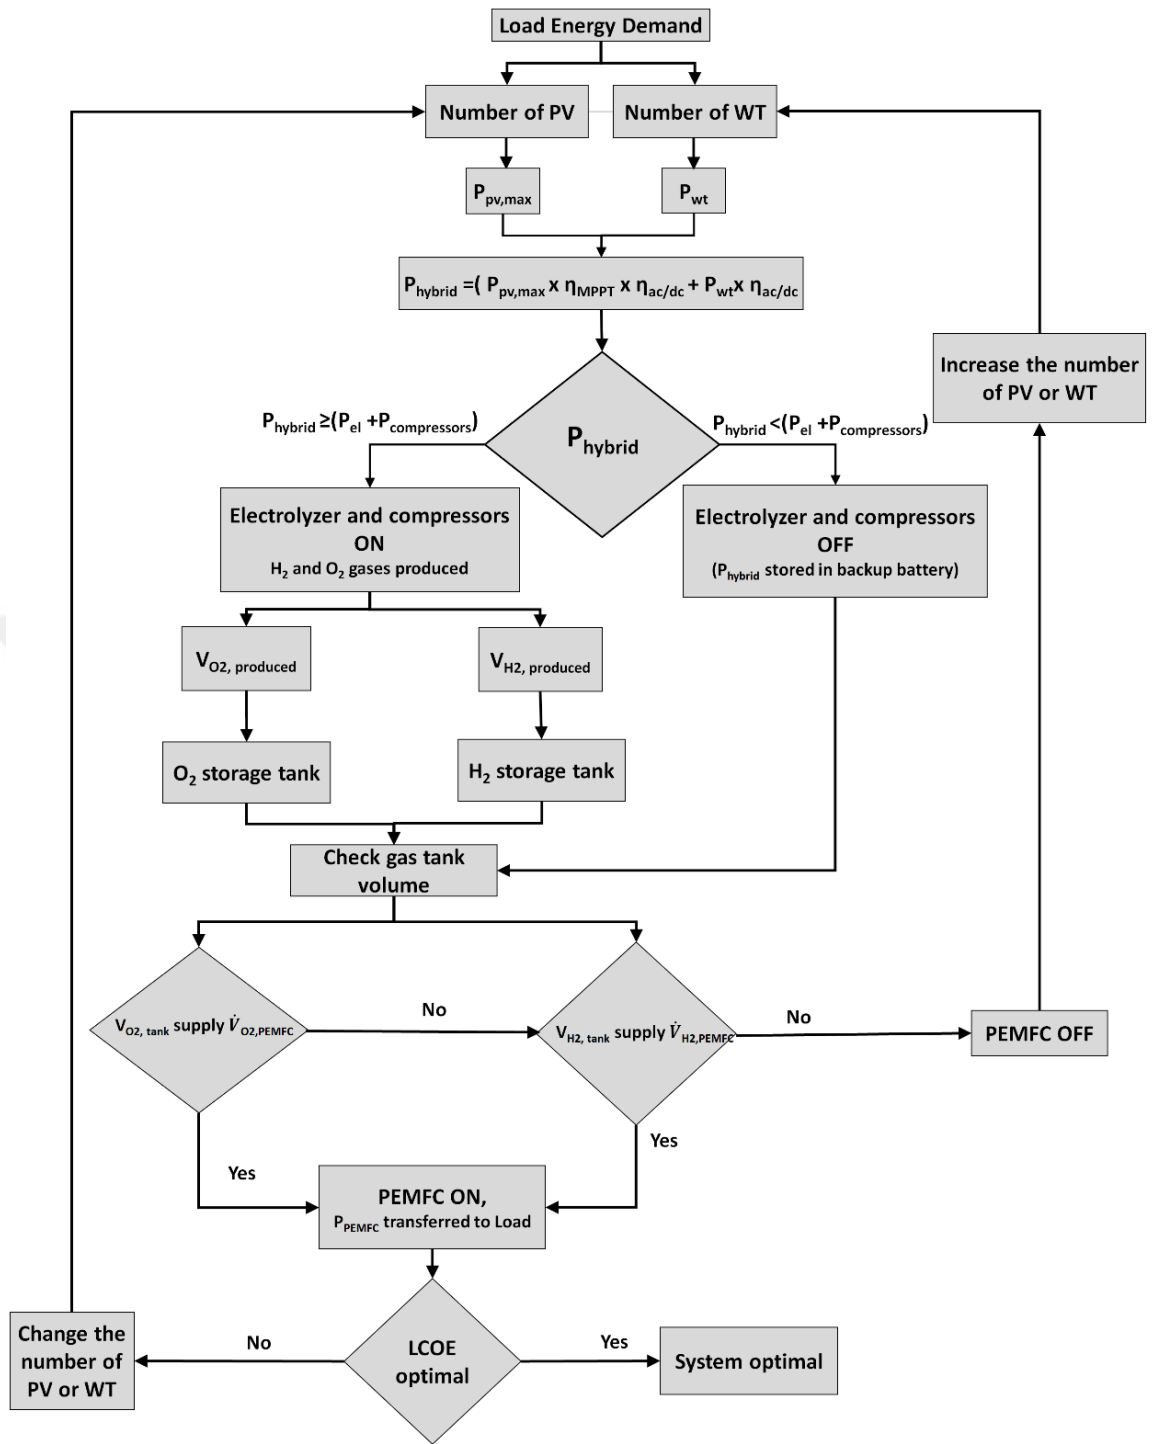 Load Energy Demand
Number of PV
Number of WT
Ppv,max
Pwt
Phybrid =( Ppv,max x ηMPPT x ηac/dc + Pwtx ηac/dc
Increase the number
of PV or WT
Phybrid ≥(Pel +Pcompressors)
Phybrid <(Pel +Pcompressors)
Phybrid
Electrolyzer and compressors
ON
H2 and O2 gases produced
Electrolyzer and compressors
OFF
(Phybrid stored in backup battery)
VO2, produced
VH2, produced
O2 storage tank
H2 storage tank
Check gas tank
volume
VO2, tank supply V̇O2,PEMFC
No
VH2, tank supply V̇H2,PEMFC
No
PEMFC OFF
Yes
Yes
PEMFC ON,
PPEMFC transferred to Load
Change the
number of
PV or WT
No
LCOE
optimal
Yes
System optimal